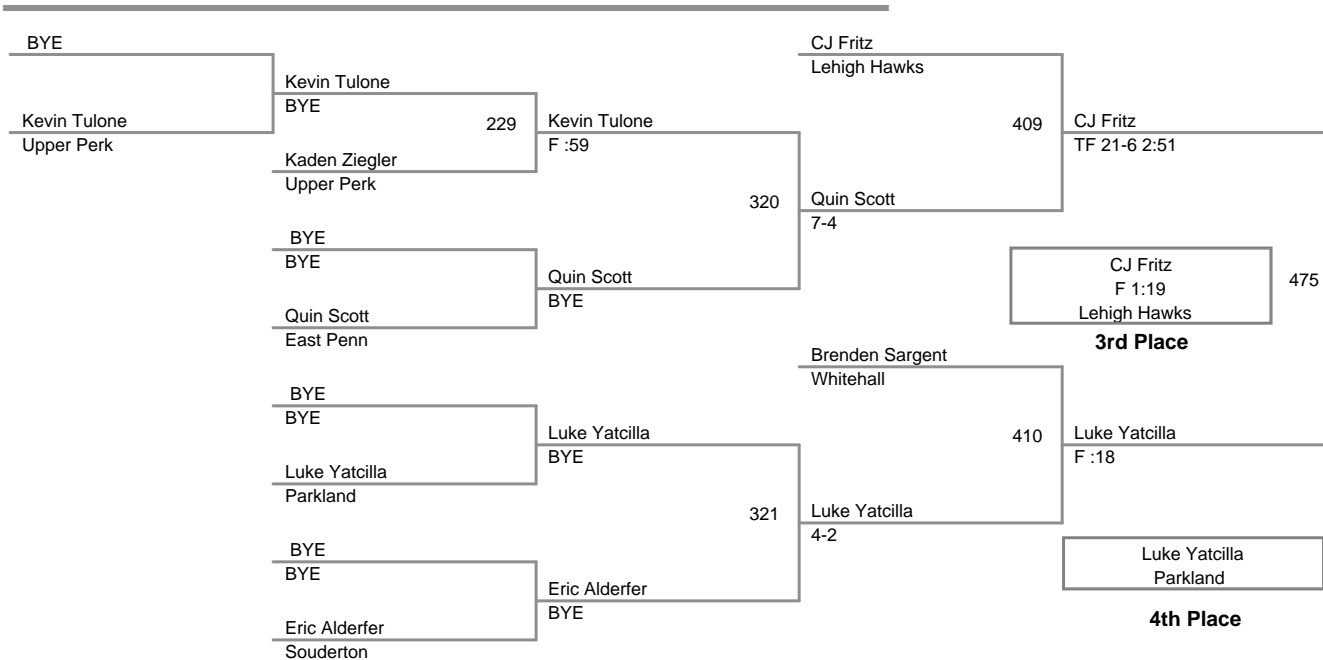 BYE
Kevin Tulone
Upper Perk
Kevin Tulone
BYE
229
Kaden Ziegler
Upper Perk
BYE
BYE
Quin Scott
East Penn
BYE
BYE
Luke Yatcilla
Parkland
BYE
BYE
Eric Alderfer
Souderton
Kevin Tulone
F :59
320
Quin Scott
BYE
Luke Yatcilla
BYE
321
Eric Alderfer
BYE
CJ Fritz
Lehigh Hawks
409
Quin Scott
7-4
Brenden Sargent
Whitehall
410
Luke Yatcilla
4-2
CJ Fritz
TF 21-6 2:51
CJ Fritz
F 1:19
Lehigh Hawks
475
3rd Place
Luke Yatcilla
F :18
Luke Yatcilla
Parkland
4th Place